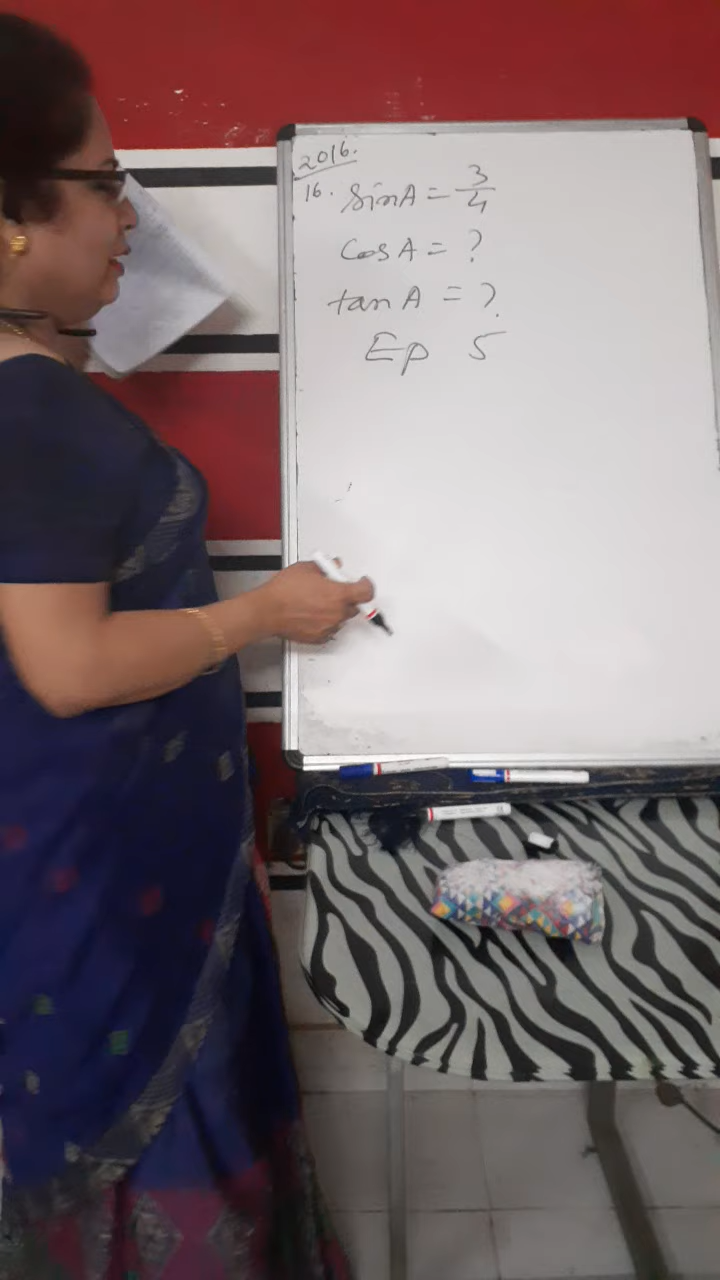 2016.
16. sinA = 3/4
cosA = ?
tanA = ?
Ep 5